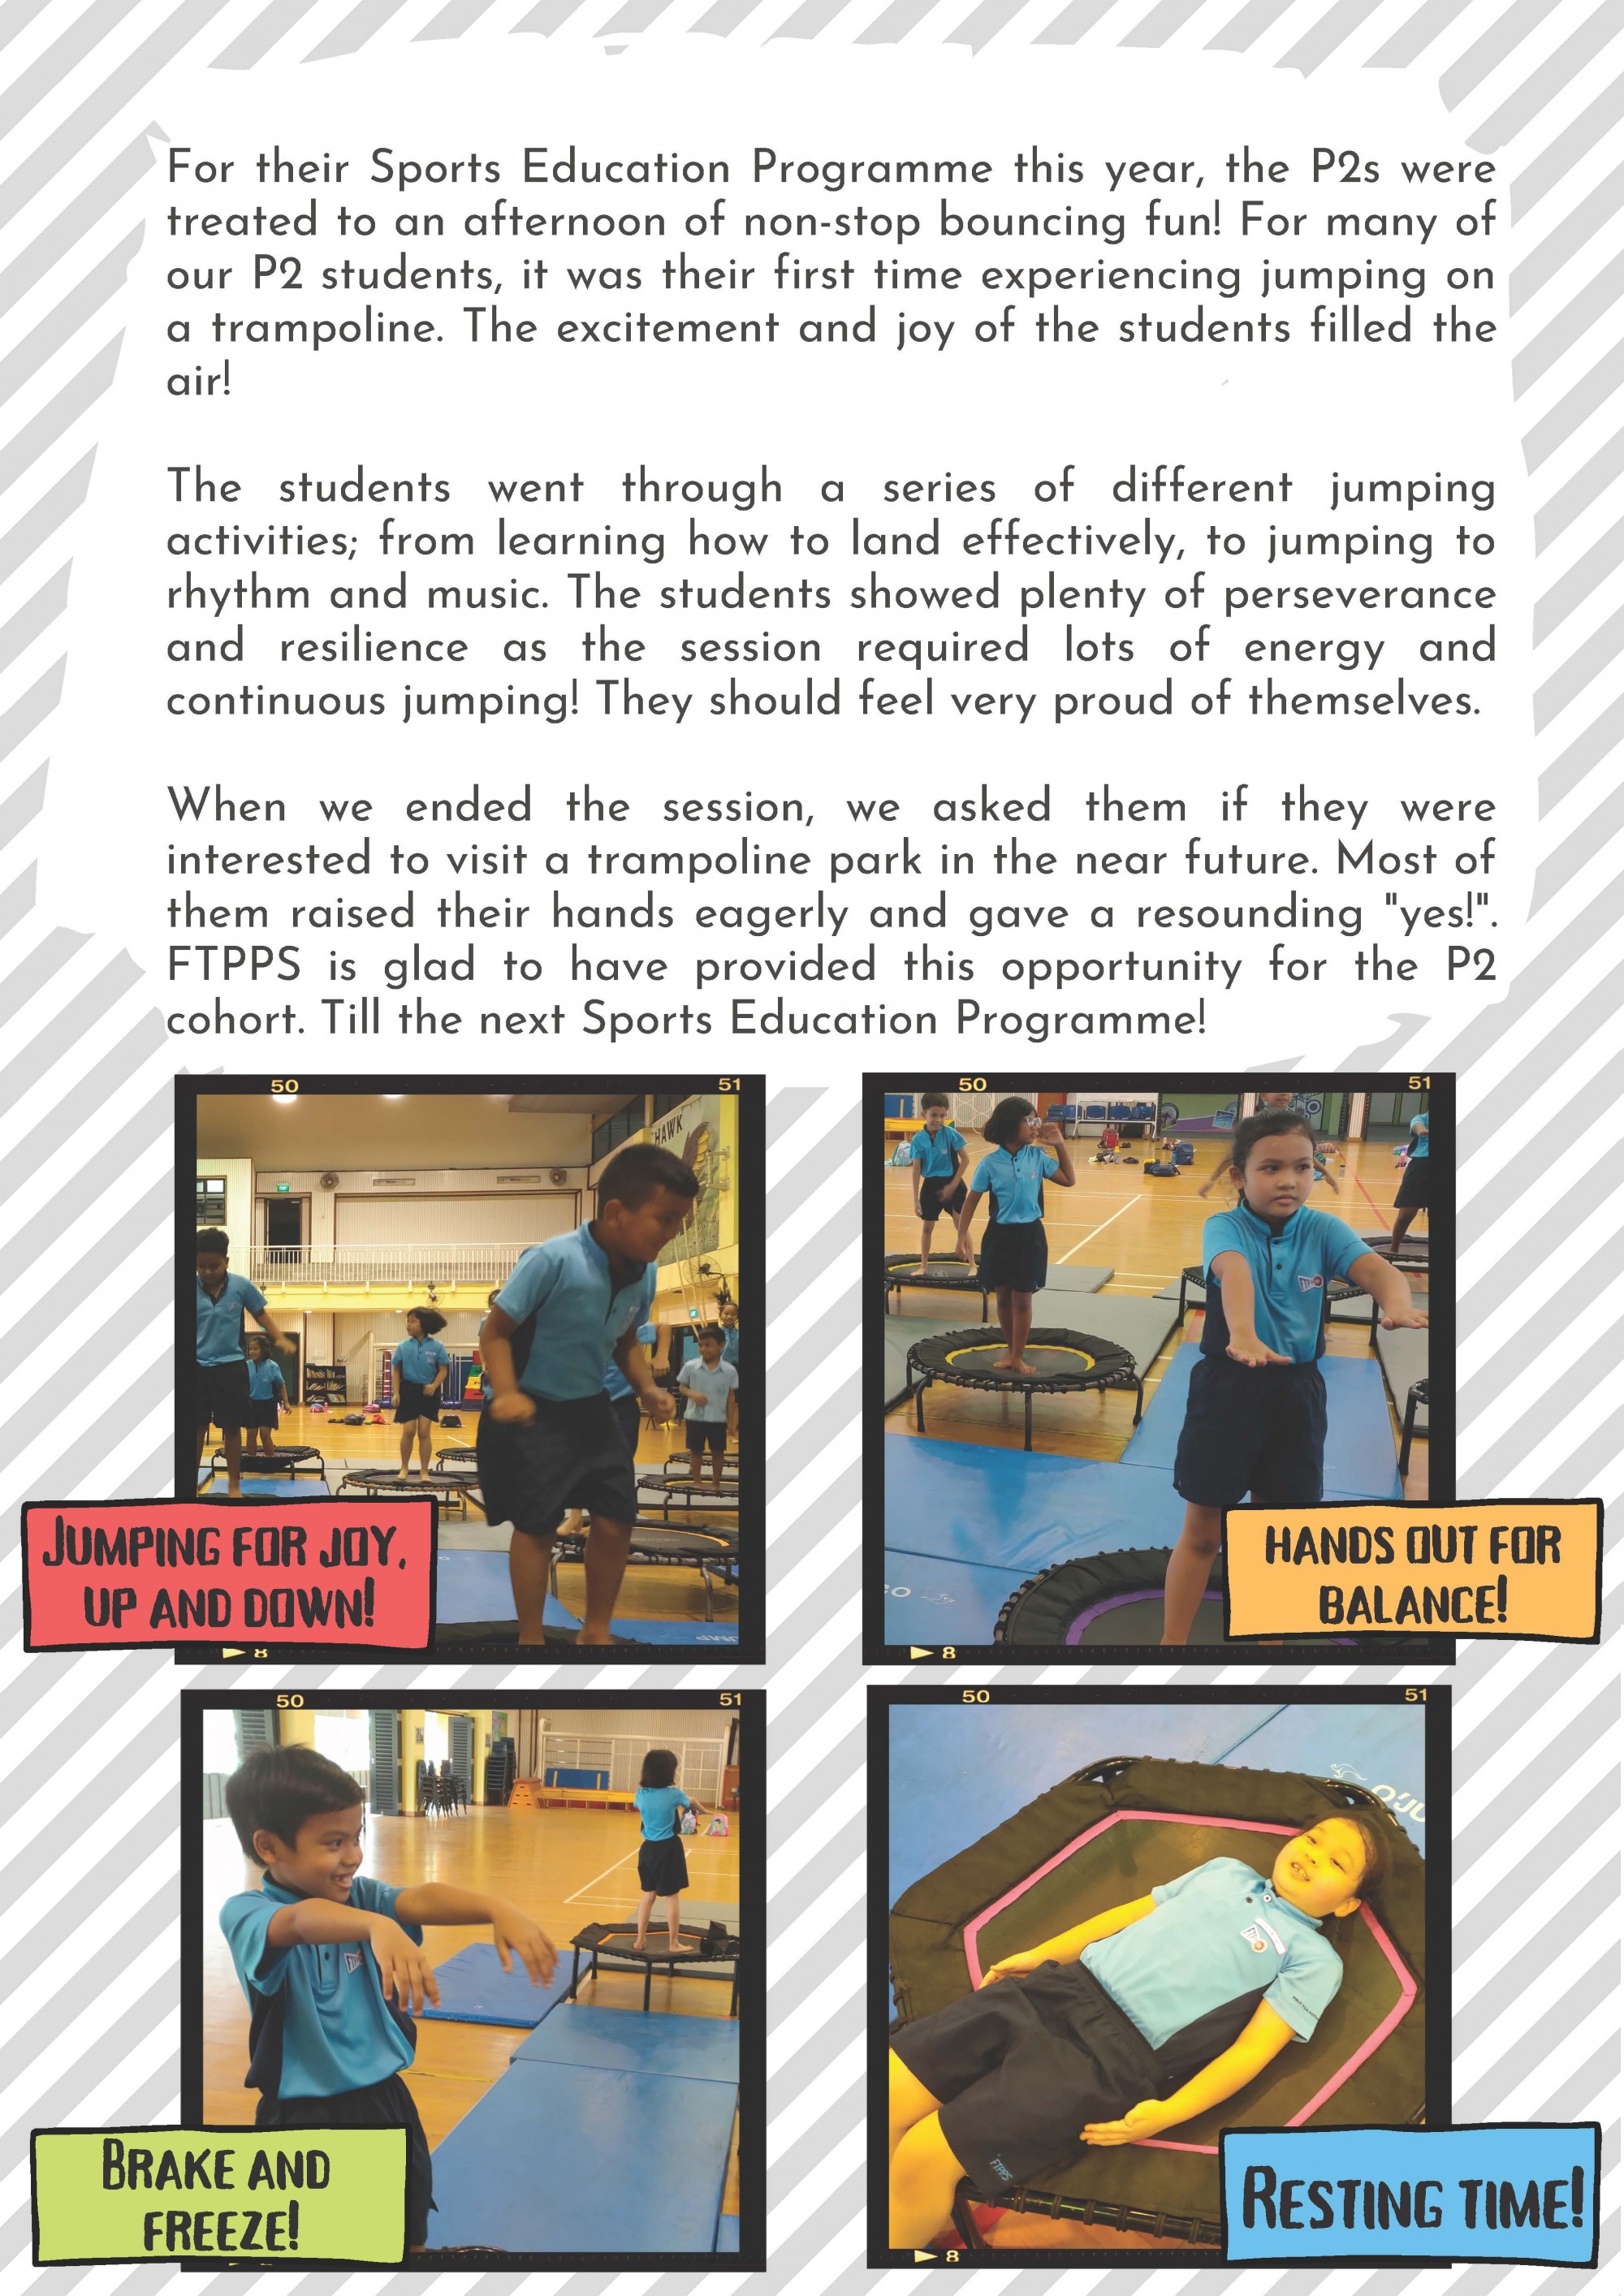 For their Sports Education Programme this year, the P2s were
treated to an afternoon of non-stop bouncing fun! For many of
our P2 students, it was their first time experiencing jumping on
a trampoline. The excitement and joy of the students filled the
air!
The students went through a series of different jumping
activities; from learning how to land effectively, to jumping to
rhythm and music. The students showed plenty of perseverance
and resilience as the session required lots of energy and
continuous jumping! They should feel very proud of themselves.
When we ended the session, we asked them if they were
interested to visit a trampoline park in the near future. Most of
them raised their hands eagerly and gave a resounding "yes!".
FTPPS is glad to have provided this opportunity for the P2
cohort. Till the next Sports Education Programme!
50 51
HAWK
JUMPING FOR JOY,
UP AND DOWN!
8
50 51
HANDS OUT FOR
BALANCE!
8
50 51
BRAKE AND
FREEZE!
50 51
O'JU
FTPPS
RESTING TIME!
8